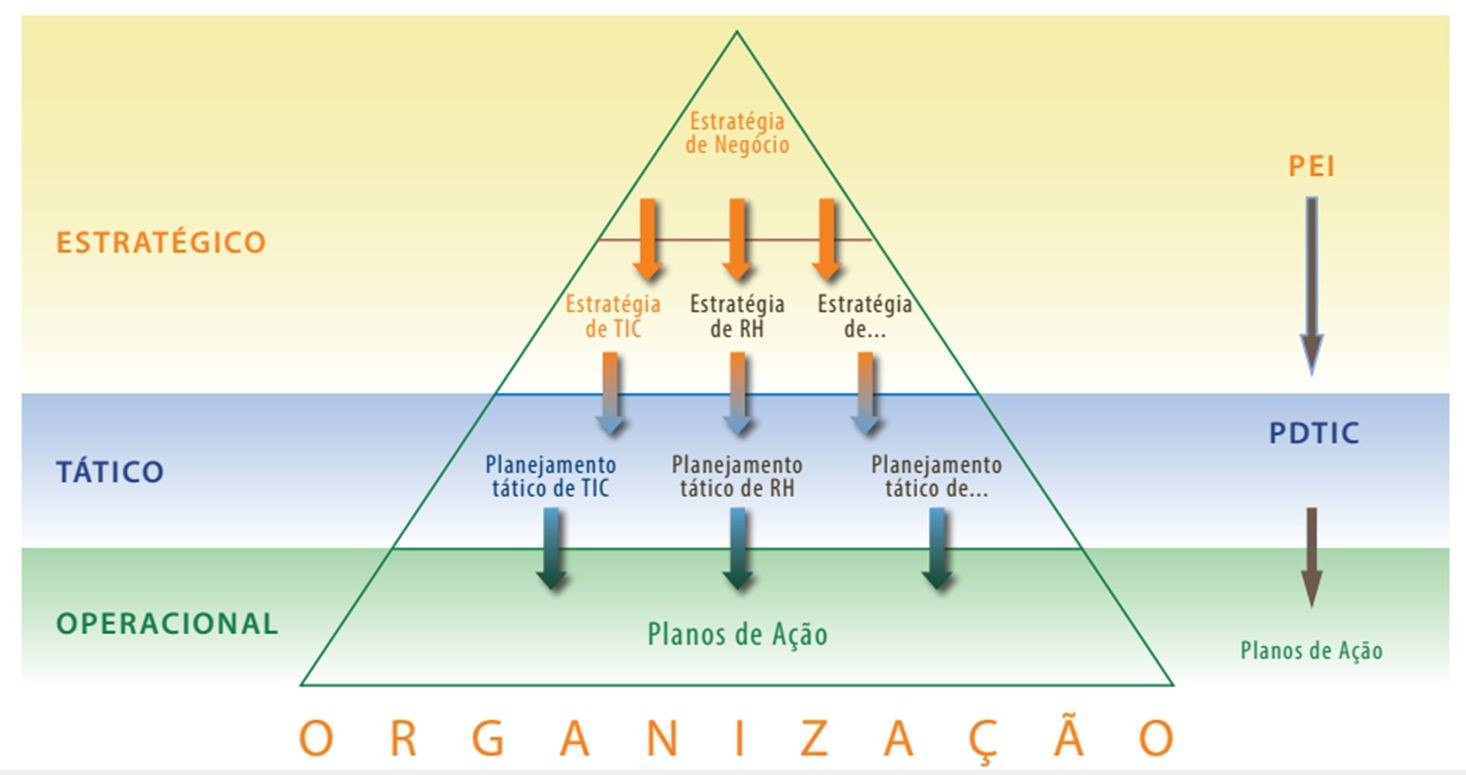 Estratégia
de Negócio
PEI
ESTRATÉGICO
Estratégia
de TIC
Estratégia
de RH
Estratégia
de...
PDTIC
TÁTICO
Planejamento
tático de TIC
Planejamento
tático de RH
Planejamento
tático de...
OPERACIONAL
Planos de Ação
Planos de Ação
O R G A N I Z A Ç Ã O